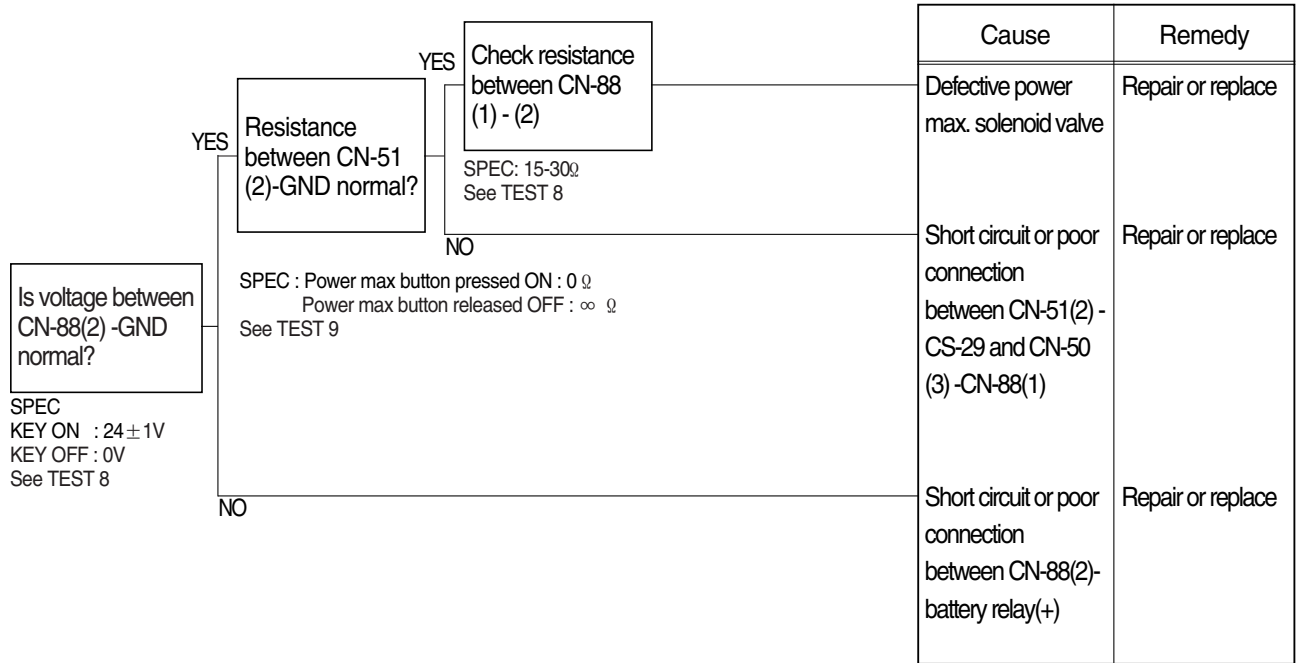 Cause
Remedy
YES
Check resistance
between CN-88
(1) - (2)
Defective power
max. solenoid valve
Repair or replace
YES
Resistance
between CN-51
(2)-GND normal?
SPEC: 15-30Ω
See TEST 8
NO
Short circuit or poor
connection
between CN-51(2) -
CS-29 and CN-50
(3) -CN-88(1)
Repair or replace
Is voltage between
CN-88(2) -GND
normal?
SPEC : Power max button pressed ON : 0 Ω
Power max button released OFF : ∞ Ω
See TEST 9
SPEC
KEY ON : 24±1V
KEY OFF : 0V
See TEST 8
NO
Short circuit or poor
connection
between CN-88(2)-
battery relay(+)
Repair or replace